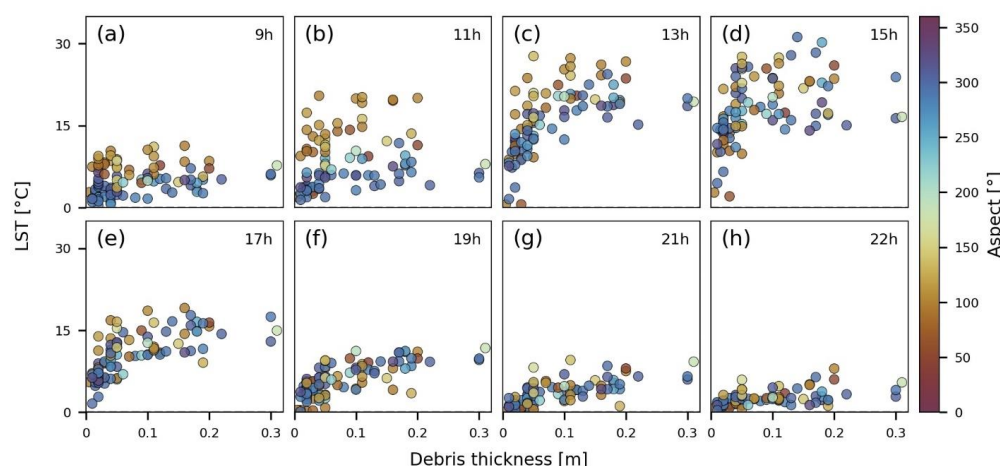 (a) 9h
(b) 11h
(c) 13h
(d) 15h
30
15
0
LST [°C]
(e) 17h
(f) 19h
(g) 21h
(h) 22h
30
15
0
0 0.1 0.2 0.3
0 0.1 0.2 0.3
0 0.1 0.2 0.3
0 0.1 0.2 0.3
Debris thickness [m]
350
300
250
200
150
100
50
0
Aspect [°]